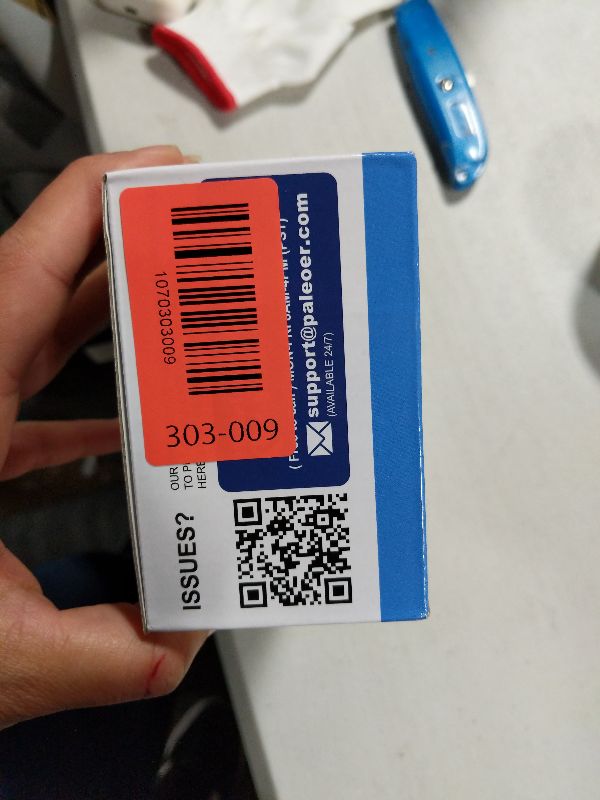 1070303009
303-009
support@paleoer.com
(AVAILABLE 24/7)
ISSUES?
OUR
TO
HERE